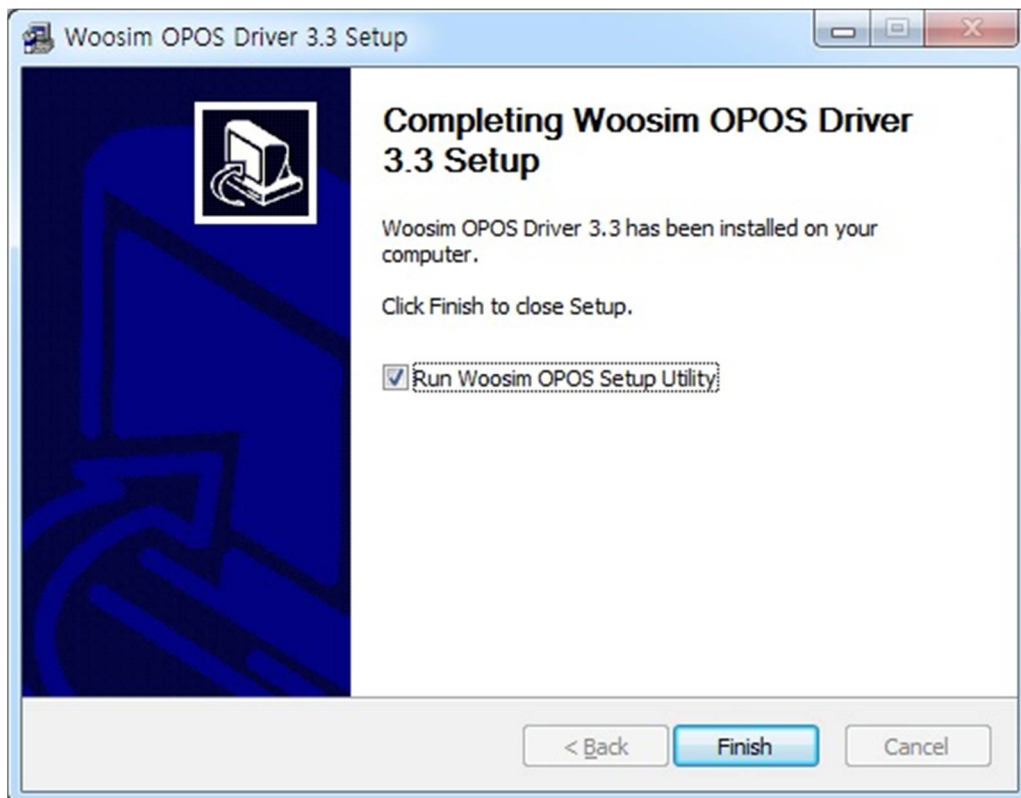 Woosim OPOS Driver 3.3 Setup
Completing Woosim OPOS Driver
3.3 Setup
Woosim OPOS Driver 3.3 has been installed on your
computer.
Click Finish to close Setup.
Run Woosim OPOS Setup Utility
< Back
Finish
Cancel